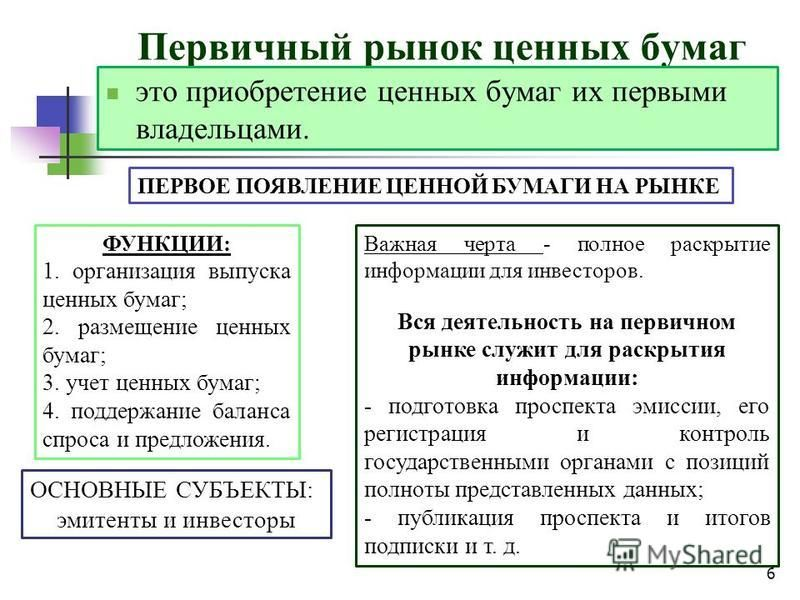 Первичный рынок ценных бумаг
это приобретение ценных бумаг их первыми
владельцами.
ПЕРВОЕ ПОЯВЛЕНИЕ ЦЕННОЙ БУМАГИ НА РЫНКЕ
ФУНКЦИИ:
1. организация выпуска
ценных бумаг;
2. размещение ценных
бумаг;
3. учет ценных бумаг;
4. поддержание баланса
спроса и предложения.
ОСНОВНЫЕ СУБЪЕКТЫ:
эмитенты и инвесторы
Важная черта - полное раскрытие
информации для инвесторов.
Вся деятельность на первичном
рынке служит для раскрытия
информации:
- подготовка проспекта эмиссии, его
регистрация и контроль
государственными органами с позиций
полноты представленных данных;
- публикация проспекта и итогов
подписки и т. д.
MyShared
6